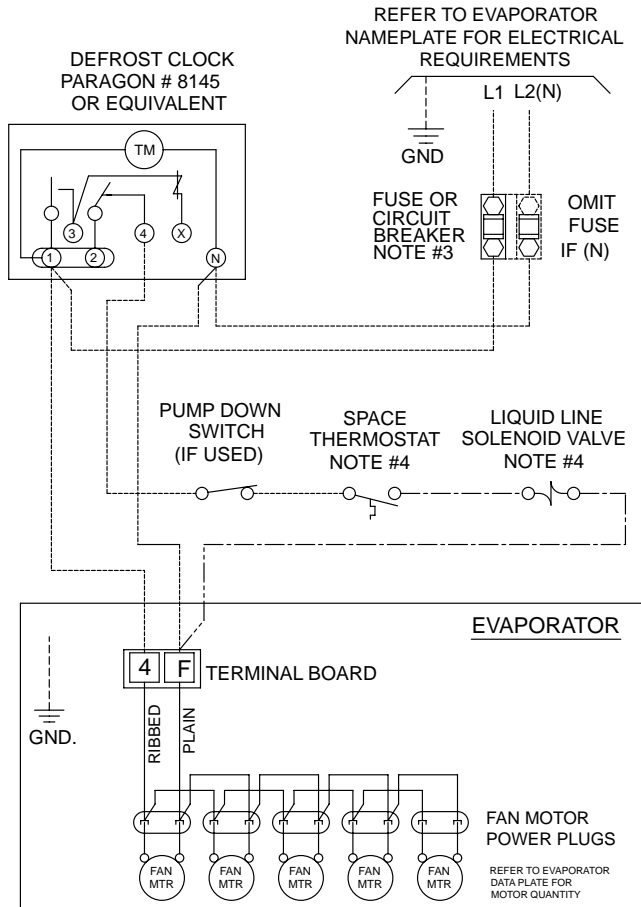 REFER TO EVAPORATOR
NAMEPLATE FOR ELECTRICAL
REQUIREMENTS
DEFROST CLOCK
PARAGON # 8145
OR EQUIVALENT
L1 L2(N)
GND
TM
3
4
X
1
2
N
FUSE OR
CIRCUIT
BREAKER
NOTE #3
OMIT
FUSE
IF (N)
PUMP DOWN
SWITCH
(IF USED)
SPACE
THERMOSTAT
NOTE #4
LIQUID LINE
SOLENOID VALVE
NOTE #4
EVAPORATOR
4 F
TERMINAL BOARD
GND.
RIBBED
PLAIN
FAN MOTOR
POWER PLUGS
FAN
MTR
FAN
MTR
FAN
MTR
FAN
MTR
FAN
MTR
REFER TO EVAPORATOR
DATA PLATE FOR
MOTOR QUANTITY